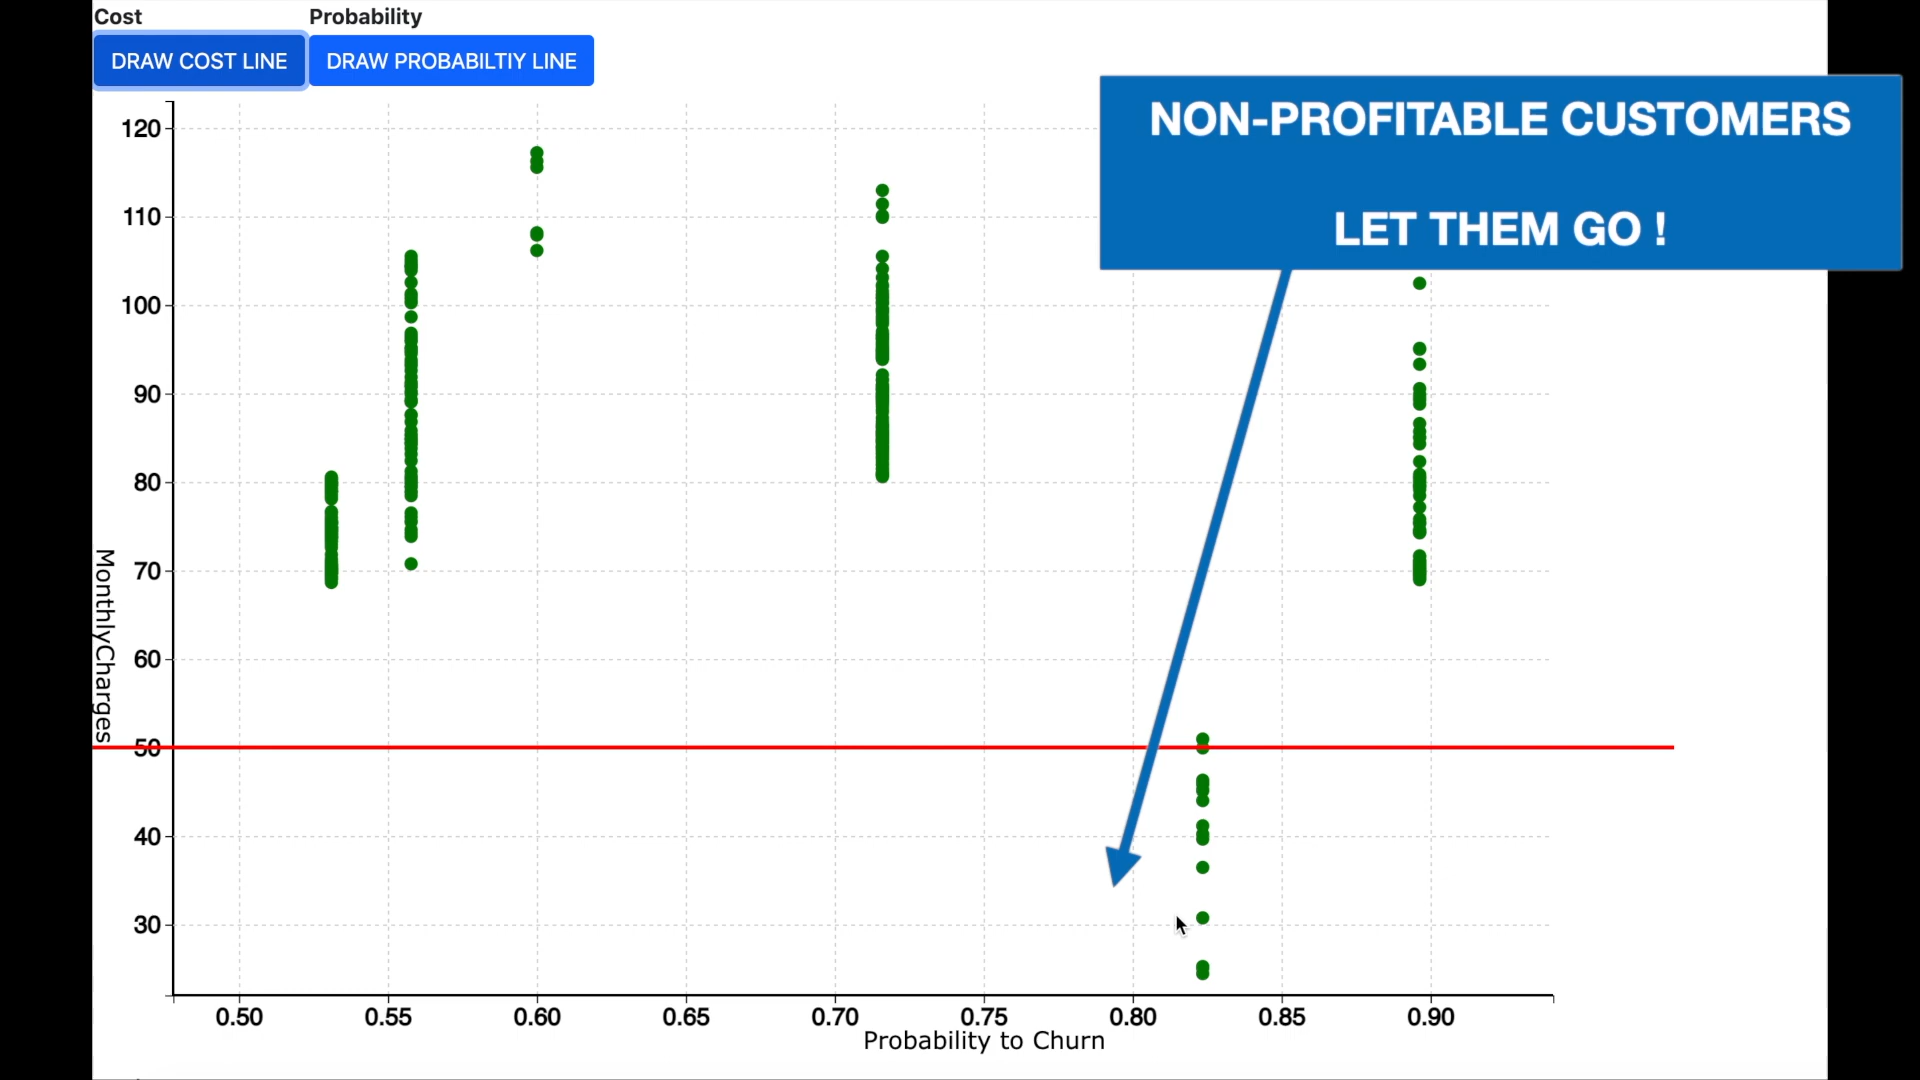 Cost Probability
DRAW COST LINE DRAW PROBABILTIY LINE
NON-PROFITABLE CUSTOMERS
LET THEM GO !
120
110
100
90
80
70
60
50
40
30
MonthlyCharges
0.50 0.55 0.60 0.65 0.70 0.75 0.80 0.85 0.90
Probability to Churn